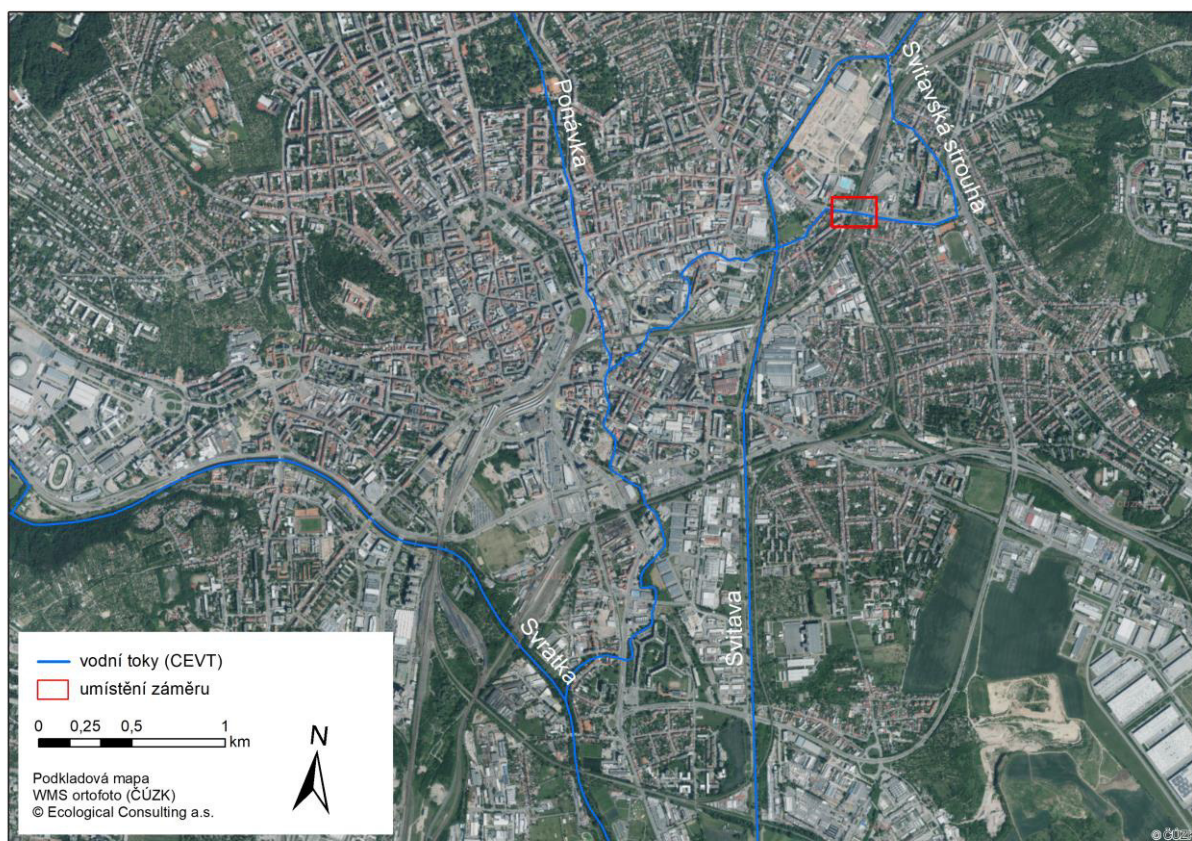 Ponávka
Svitavská strouha
Svratka
Svitava
vodní toky (CEVT)
umístění záměru
0 0,25 0,5 1
km
N
Podkladová mapa
WMS ortofoto (ČÚZK)
© Ecological Consulting a.s.
© ČÚZK